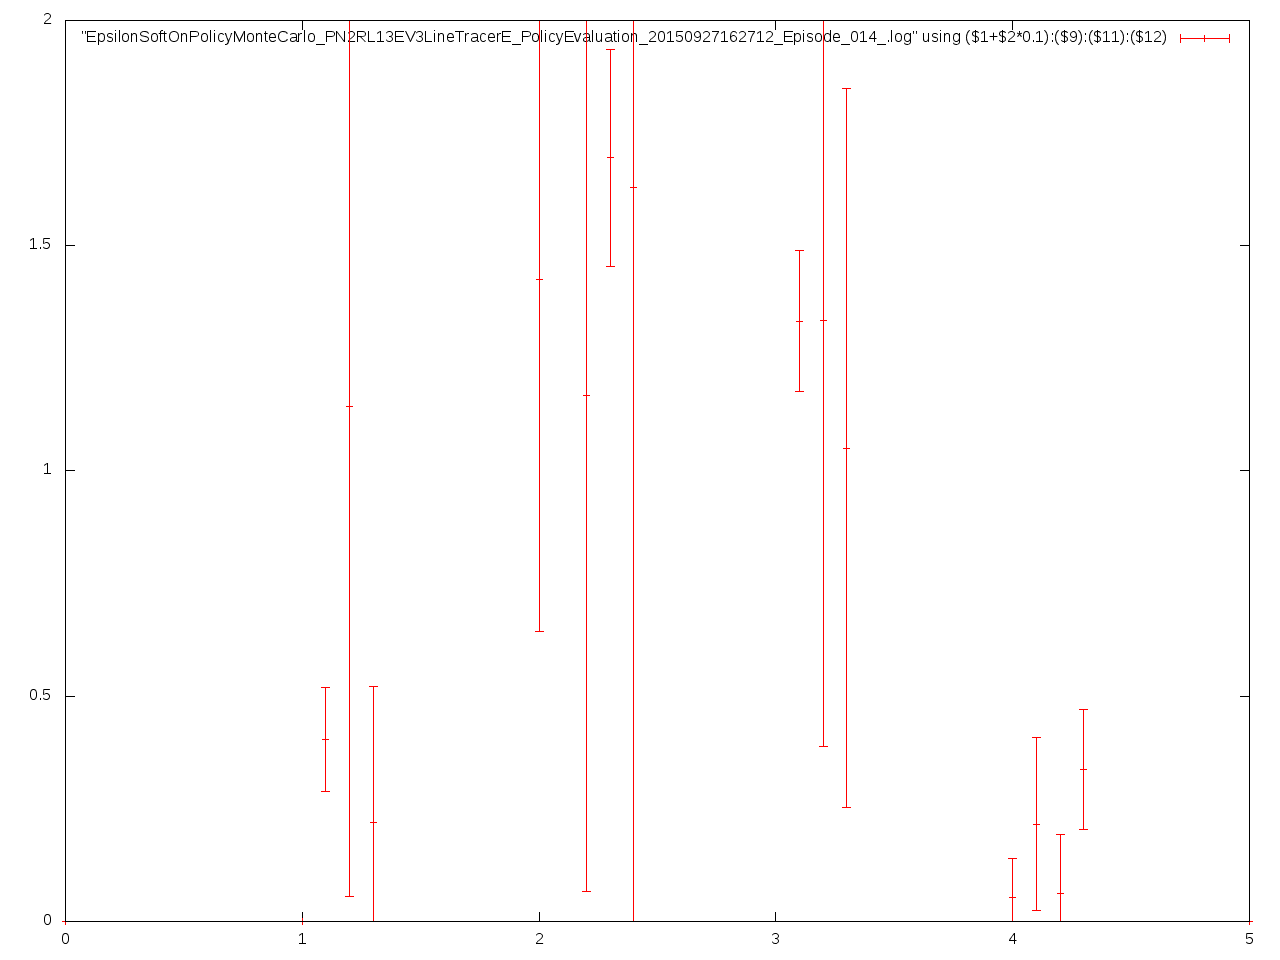 2
"EpsilonSoftOnPolicyMonteCarlo_PN2RL13EV3LineTracerE_PolicyEvaluation_20150927162712_Episode_014_.log" using ($1+$2*0.1):($9):($11):($12)
1.5
1
0.5
0
0 1 2 3 4 5